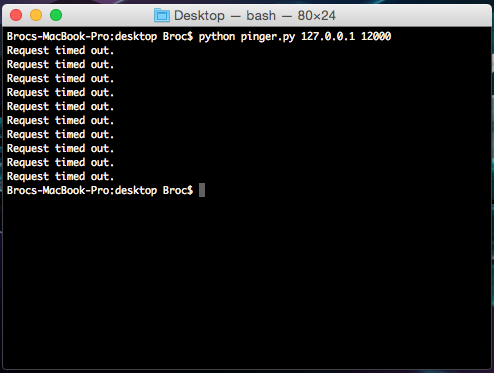 Desktop — bash — 80×24
Brocs-MacBook-Pro:desktop Broc$ python pinger.py 127.0.0.1 12000
Request timed out.
Request timed out.
Request timed out.
Request timed out.
Request timed out.
Request timed out.
Request timed out.
Request timed out.
Request timed out.
Request timed out.
Brocs-MacBook-Pro:desktop Broc$